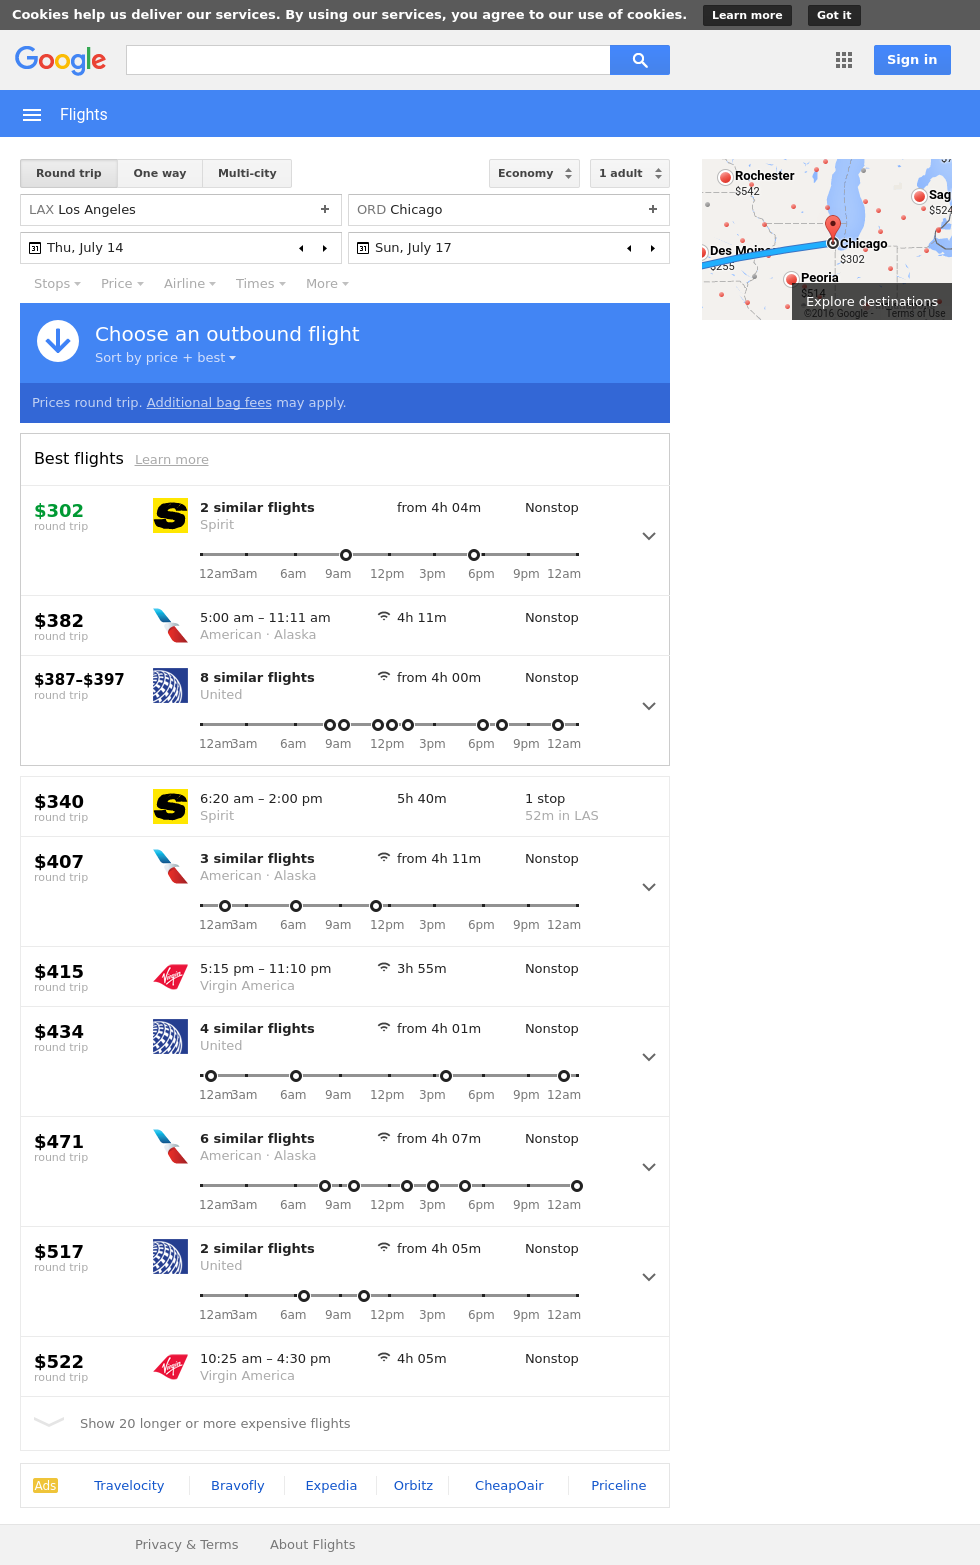 Cookies help us deliver our services. By using our services, you agree to our use of cookies. Learn more Got it
Google Sign in
Flights
Round trip One way Multi-city Economy 1 adult
LAX Los Angeles + ORD Chicago +
31 Thu, July 14 31 Sun, July 17
Stops Price Airline Times More
Rochester
$542
Sag
$524
Chicago
$302
Des Moine
$255
Peoria
$514
Explore destinations
©2016 Google - Terms of Use
Choose an outbound flight
Sort by price + best
Prices round trip. Additional bag fees may apply.
Best flights Learn more
$302 2 similar flights from 4h 04m Nonstop
round trip Spirit
12am 3am 6am 9am 12pm 3pm 6pm 9pm 12am
$382 5:00 am – 11:11 am 4h 11m Nonstop
round trip American · Alaska
$387–$397 8 similar flights from 4h 00m Nonstop
round trip United
12am 3am 6am 9am 12pm 3pm 6pm 9pm 12am
$340 6:20 am – 2:00 pm 5h 40m 1 stop
round trip Spirit 52m in LAS
$407 3 similar flights from 4h 11m Nonstop
round trip American · Alaska
12am 3am 6am 9am 12pm 3pm 6pm 9pm 12am
$415 5:15 pm – 11:10 pm 3h 55m Nonstop
round trip Virgin America
$434 4 similar flights from 4h 01m Nonstop
round trip United
12am 3am 6am 9am 12pm 3pm 6pm 9pm 12am
$471 6 similar flights from 4h 07m Nonstop
round trip American · Alaska
12am 3am 6am 9am 12pm 3pm 6pm 9pm 12am
$517 2 similar flights from 4h 05m Nonstop
round trip United
12am 3am 6am 9am 12pm 3pm 6pm 9pm 12am
$522 10:25 am – 4:30 pm 4h 05m Nonstop
round trip Virgin America
Show 20 longer or more expensive flights
Ads Travelocity Bravofly Expedia Orbitz CheapOair Priceline
Privacy & Terms About Flights